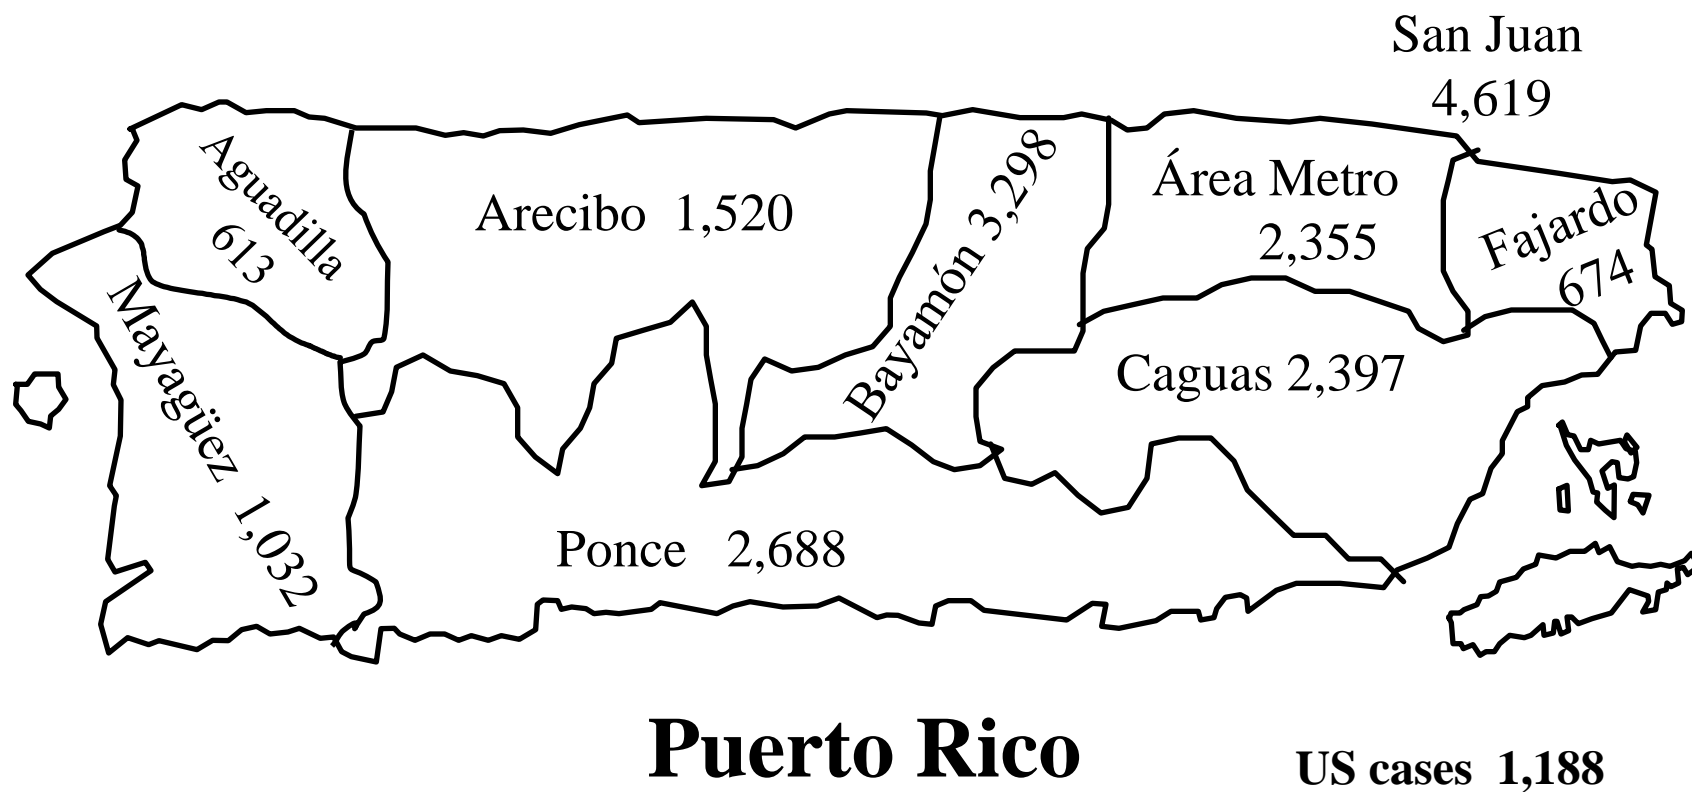 San Juan
4,619
Aguadilla
613
Arecibo 1,520
Bayamón 3,298
Área Metro
2,355
Fajardo
674
Mayagüez 1,032
Caguas 2,397
Ponce 2,688
Puerto Rico
US cases 1,188